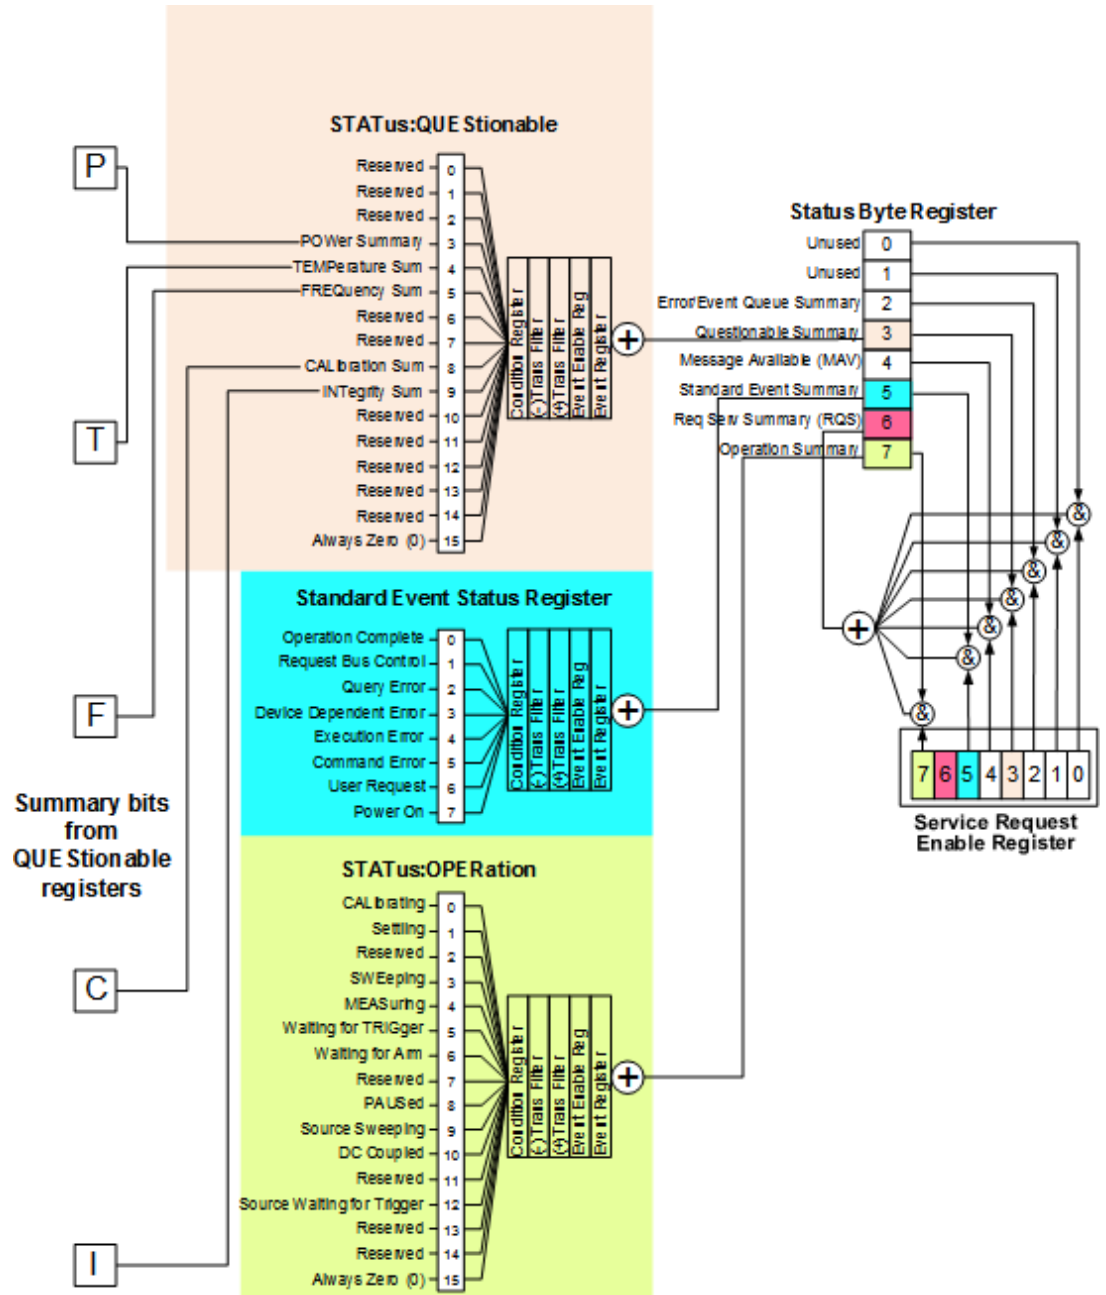 STATus:QUEStionable
P
Reserved 0
Reserved 1
Reserved 2
POWer Summary 3
TEMPerature Sum 4
FREQuency Sum 5
Reserved 6
Reserved 7
CALibration Sum 8
INTegrity Sum 9
Reserved 10
Reserved 11
Reserved 12
Reserved 13
Reserved 14
Always Zero (0) 15
Condition Register
(-) Trans Filter
(+) Trans Filter
Event Enable Reg
Event Register
+
T
F
Summary bits
from
QUEStionable
registers
C
I
Standard Event Status Register
Operation Complete 0
Request Bus Control 1
Query Error 2
Device Dependent Error 3
Execution Error 4
Command Error 5
User Request 6
Power On 7
Condition Register
(-) Trans Filter
(+) Trans Filter
Event Enable Reg
Event Register
+
STATus:OPERation
CALibrating 0
Settling 1
Reserved 2
SWEeping 3
MEASuring 4
Waiting for TRIGger 5
Waiting for Arm 6
Reserved 7
PAUSed 8
Source Sweeping 9
DC Coupled 10
Reserved 11
Source Waiting for Trigger 12
Reserved 13
Reserved 14
Always Zero (0) 15
Condition Register
(-) Trans Filter
(+) Trans Filter
Event Enable Reg
Event Register
+
Status Byte Register
Unused 0
Unused 1
Error/Event Queue Summary 2
Questionable Summary 3
Message Available (MAV) 4
Standard Event Summary 5
Req Serv Summary (RQS) 6
Operation Summary 7
&
&
&
&
&
&
&
+
7 6 5 4 3 2 1 0
Service Request
Enable Register